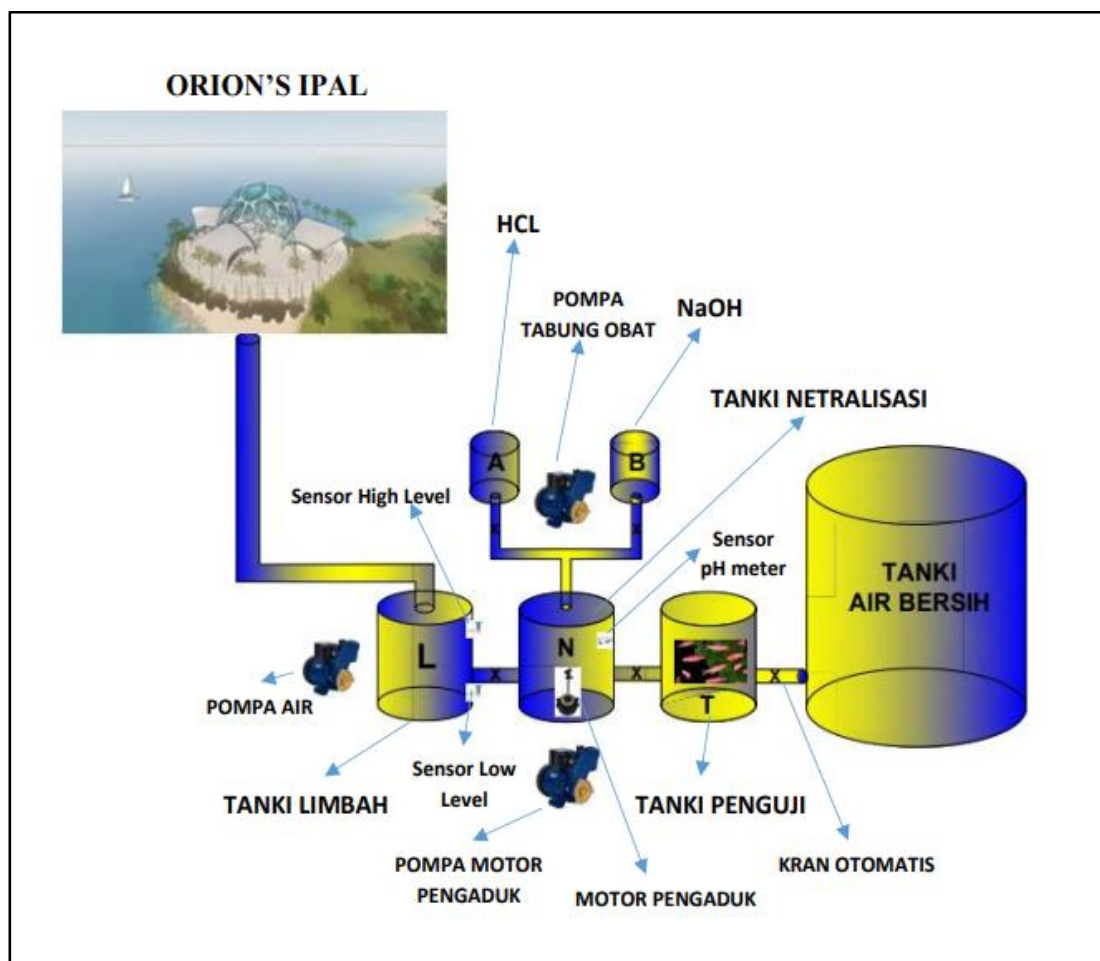 ORION’S IPAL
HCL
POMPA
TABUNG OBAT
NaOH
TANKI NETRALISASI
A
B
Sensor High Level
Sensor
pH meter
TANKI
AIR BERSIH
L
X
N
X
X
X
X
T
POMPA AIR
TANKI LIMBAH
Sensor Low
Level
TANKI PENGUJI
POMPA MOTOR
PENGADUK
MOTOR PENGADUK
KRAN OTOMATIS